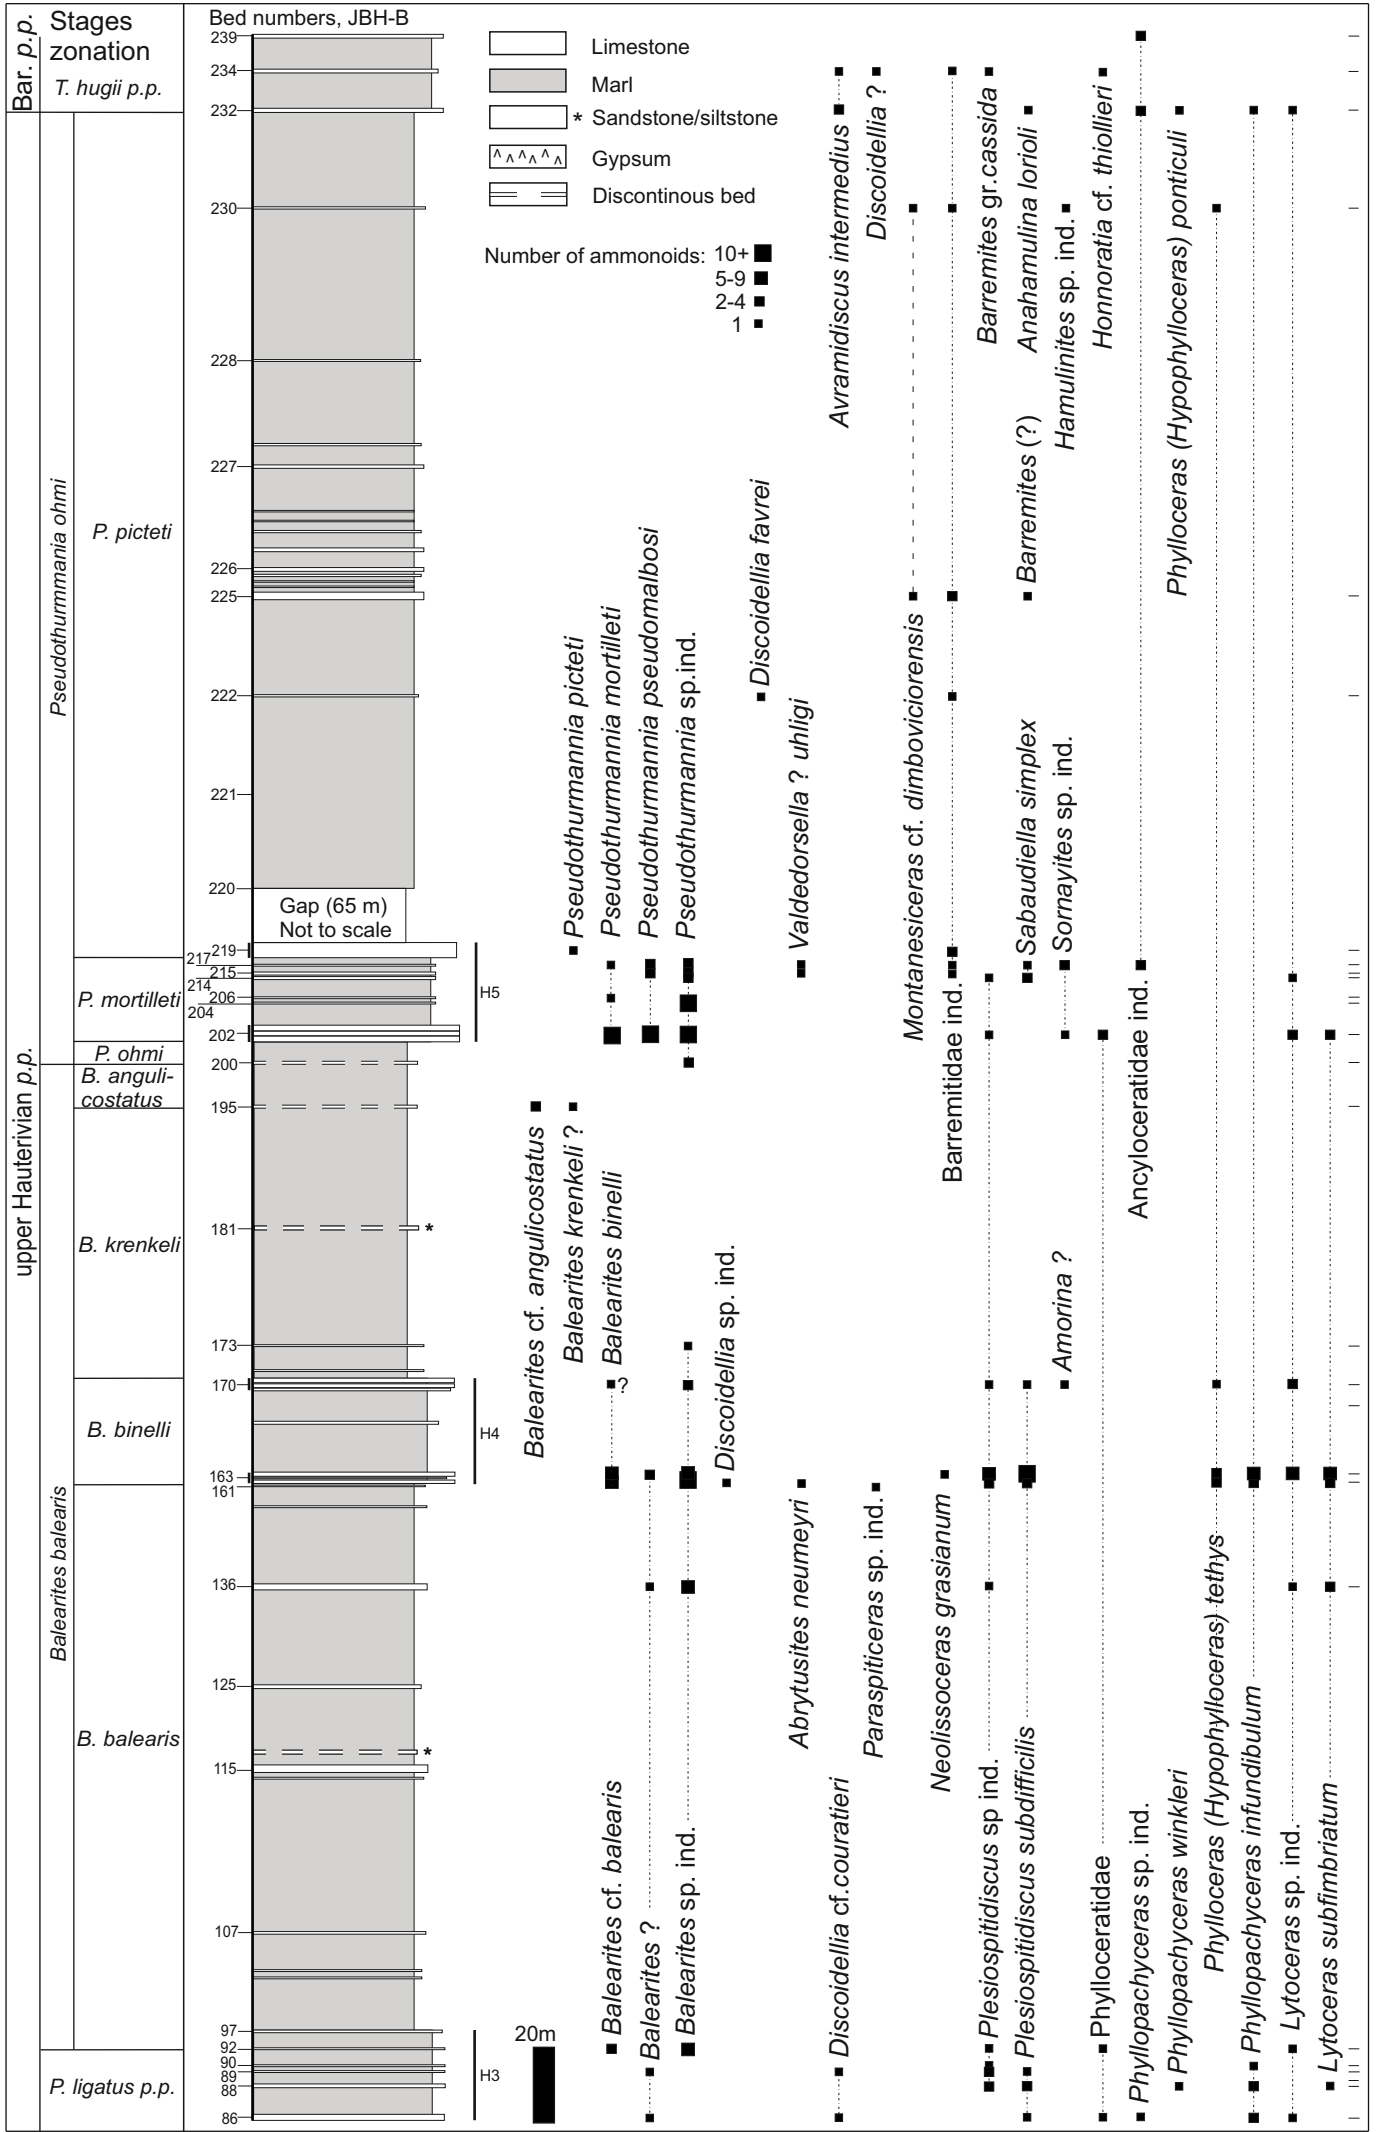 Bar. p.p.
Stages
zonation
T. hugii p.p.
upper Hauterivian p.p.
Pseudothurmmania ohmi
P. picteti
P. mortilleti
P. ohmi
Balearites balearis
B. anguli-
costatus
B. krenkeli
B. binelli
B. balearis
P. ligatus p.p.
Bed numbers, JBH-B
239
234
232
230
228
227
226
225
222
221
220
Gap (65 m)
Not to scale
219
217
215
214
206
204
202
200
195
181
*
173
170
163
161
136
125
*
115
107
97
92
90
89
88
86
H5
H4
H3
20m
Limestone
Marl
* Sandstone/siltstone
^ ^ ^ ^ ^ ^
Gypsum
Discontinous bed
Number of ammonoids: 10+
5-9
2-4
1
Avramidiscus intermedius
Discoidellia ?
Barremites gr.cassida
Anahamulina lorioli
Hamulinites sp. ind.
Honnoratia cf. thiollieri
Phylloceras (Hypophylloceras) ponticuli
Barremites (?)
Pseudothurmannia picteti
Pseudothurmannia mortilleti
Pseudothurmannia pseudomalbosi
Pseudothurmannia sp.ind.
Discoidellia favrei
Valdedorsella ? uhligi
Montanesiceras cf. dimboviciorensis
Barremitidae ind.
Sabaudiella simplex
Sornayites sp. ind.
Ancyloceratidae ind.
Balearites cf. angulicostatus
Balearites krenkeli ?
Balearites binelli
?
Discoidellia sp. ind.
Amorina ?
Abrytusites neumeyri
Paraspiticeras sp. ind.
Neolissoceras grasianum
Balearites cf. balearis
Balearites ?
Balearites sp. ind.
Discoidellia cf.couratieri
Plesiospitidiscus sp ind.
Plesiospitidiscus subdifficilis
Phylloceratidae
Phyllopachyceras sp. ind.
Phyllopachyceras winkleri
Phylloceras (Hypophylloceras) tethys
Phyllopachyceras infundibulum
Lytoceras sp. ind.
Lytoceras subfimbriatum